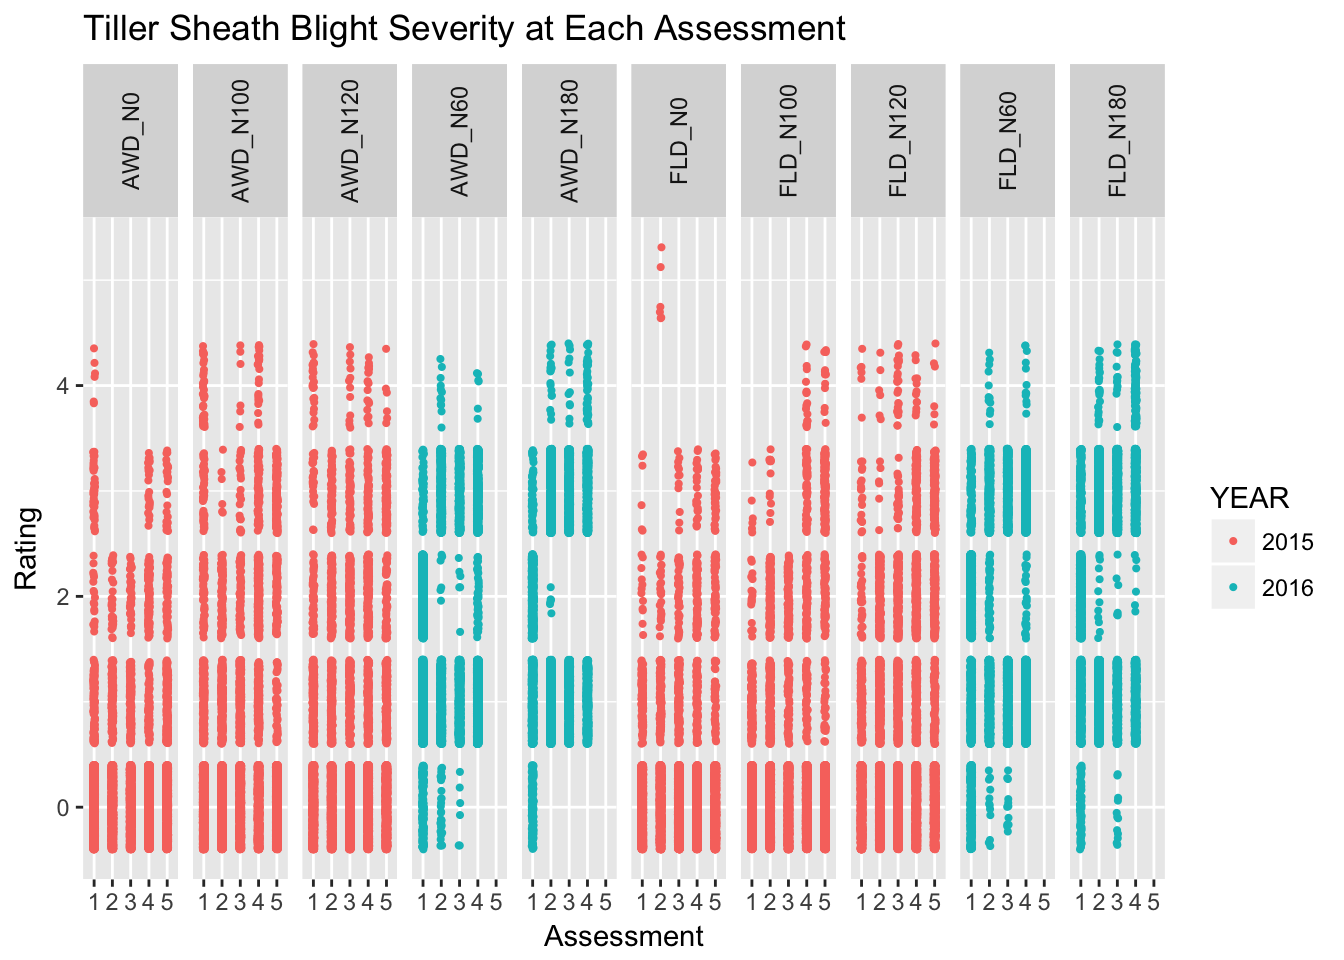 Tiller Sheath Blight Severity at Each Assessment
AWD_N0
AWD_N100
AWD_N120
AWD_N60
AWD_N180
FLD_N0
FLD_N100
FLD_N120
FLD_N60
FLD_N180
Rating
4
2
0
1 2 3 4 5
1 2 3 4 5
1 2 3 4 5
1 2 3 4 5
1 2 3 4 5
1 2 3 4 5
1 2 3 4 5
1 2 3 4 5
1 2 3 4 5
1 2 3 4 5
Assessment
YEAR
2015
2016